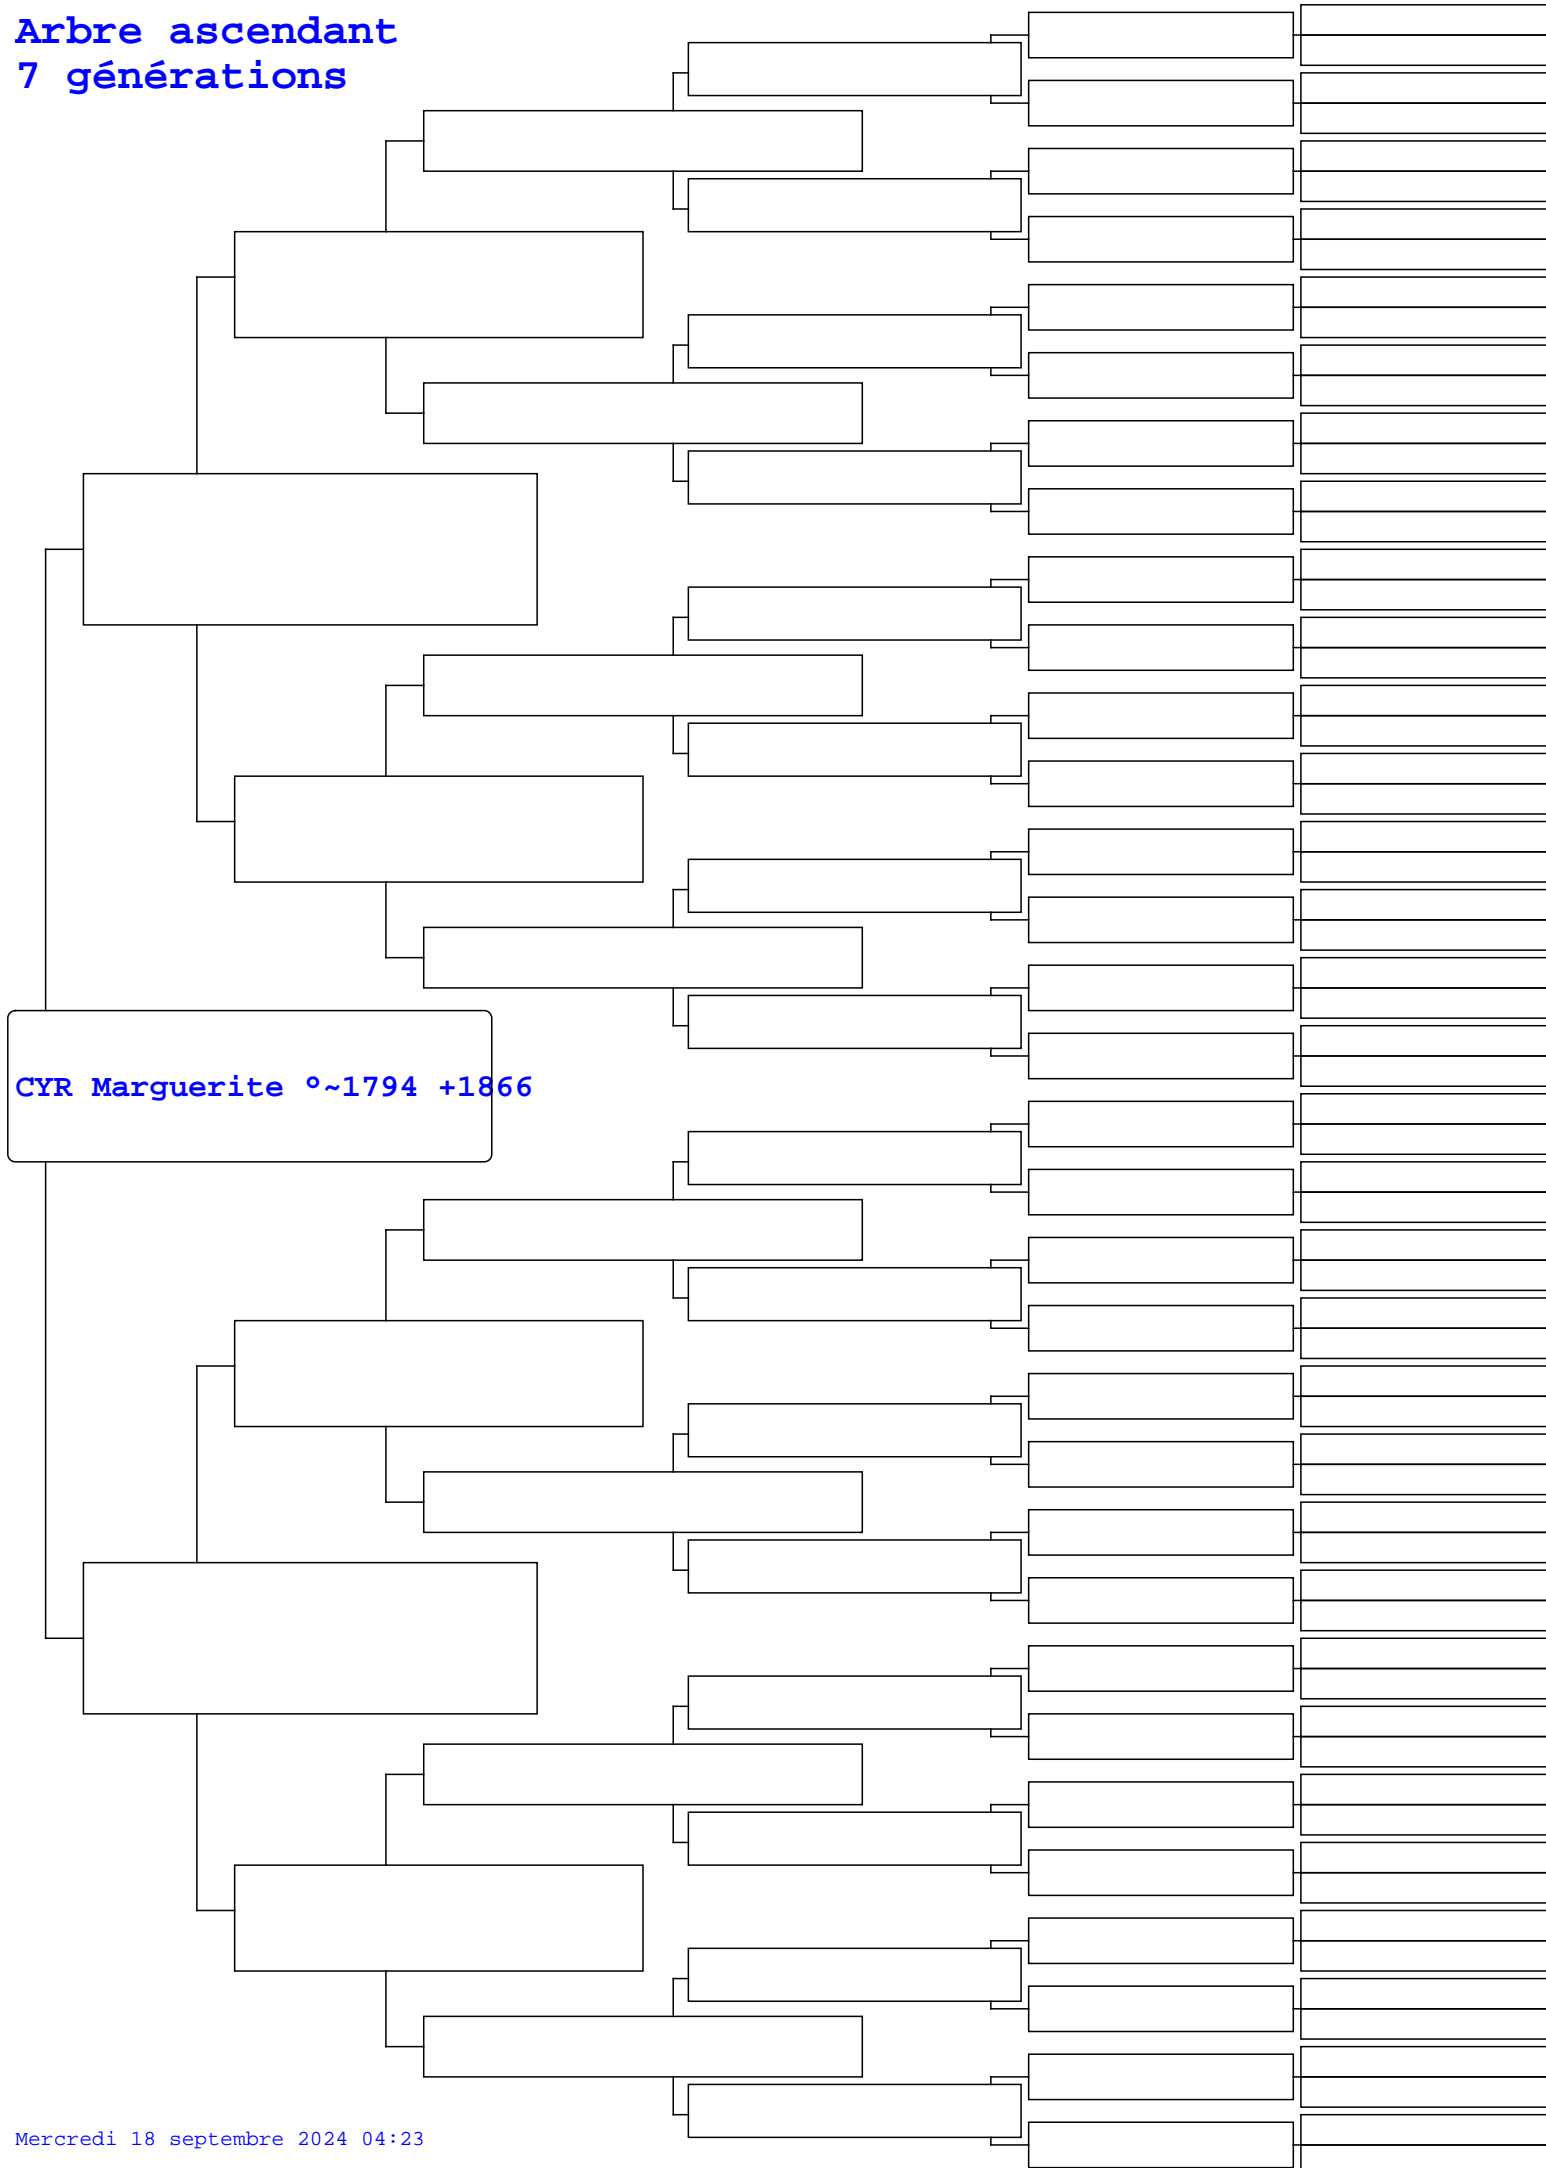 Arbre ascendant
7 générations
CYR Marguerite °~1794 +1866
Mercredi 18 septembre 2024 04:23